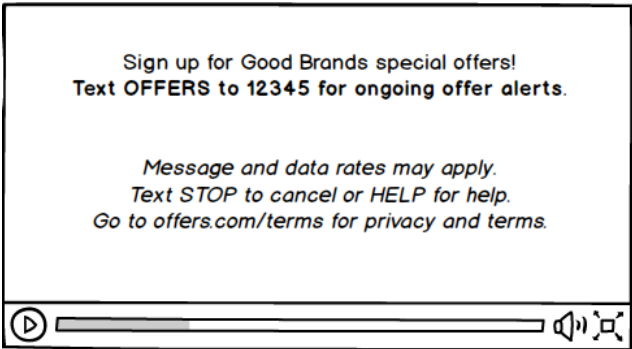 Sign up for Good Brands special offers!
Text OFFERS to 12345 for ongoing offer alerts.
Message and data rates may apply.
Text STOP to cancel or HELP for help.
Go to offers.com/terms for privacy and terms.